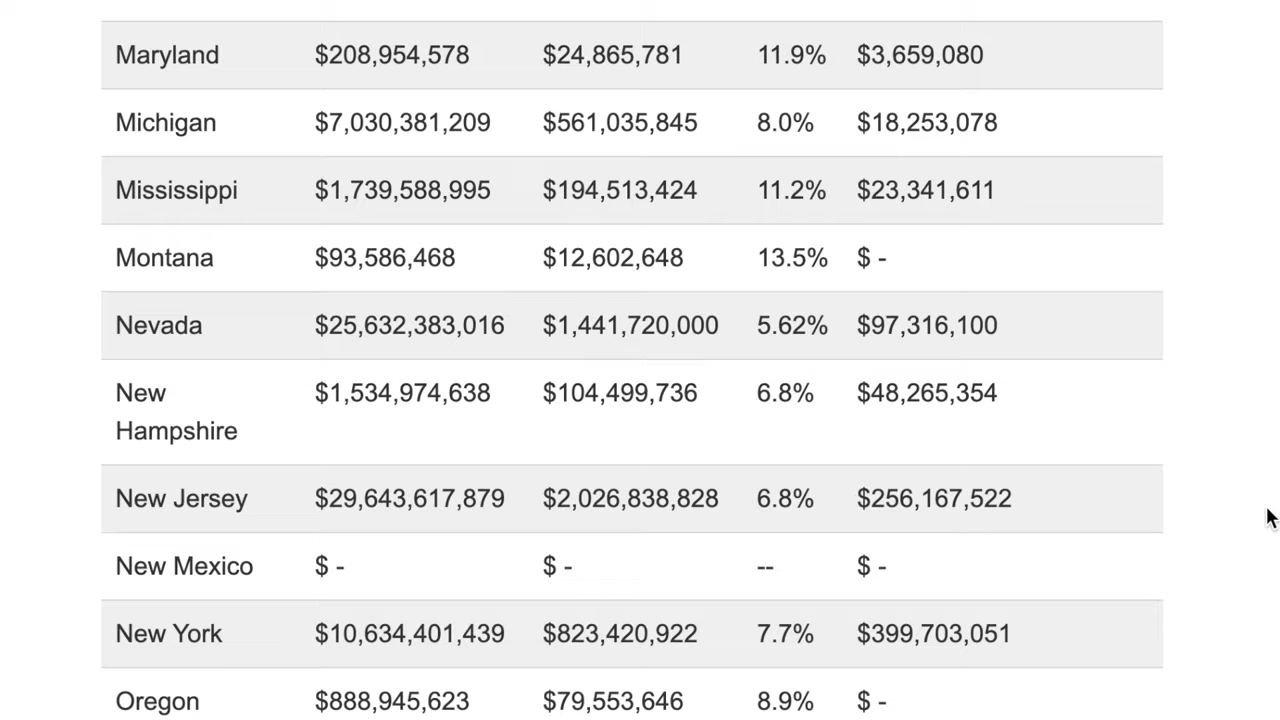 Maryland $208,954,578 $24,865,781 11.9% $3,659,080
Michigan $7,030,381,209 $561,035,845 8.0% $18,253,078
Mississippi $1,739,588,995 $194,513,424 11.2% $23,341,611
Montana $93,586,468 $12,602,648 13.5% $ -
Nevada $25,632,383,016 $1,441,720,000 5.62% $97,316,100
New $1,534,974,638 $104,499,736 6.8% $48,265,354
Hampshire
New Jersey $29,643,617,879 $2,026,838,828 6.8% $256,167,522
New Mexico $ - $ - -- $ -
New York $10,634,401,439 $823,420,922 7.7% $399,703,051
Oregon $888,945,623 $79,553,646 8.9% $ -